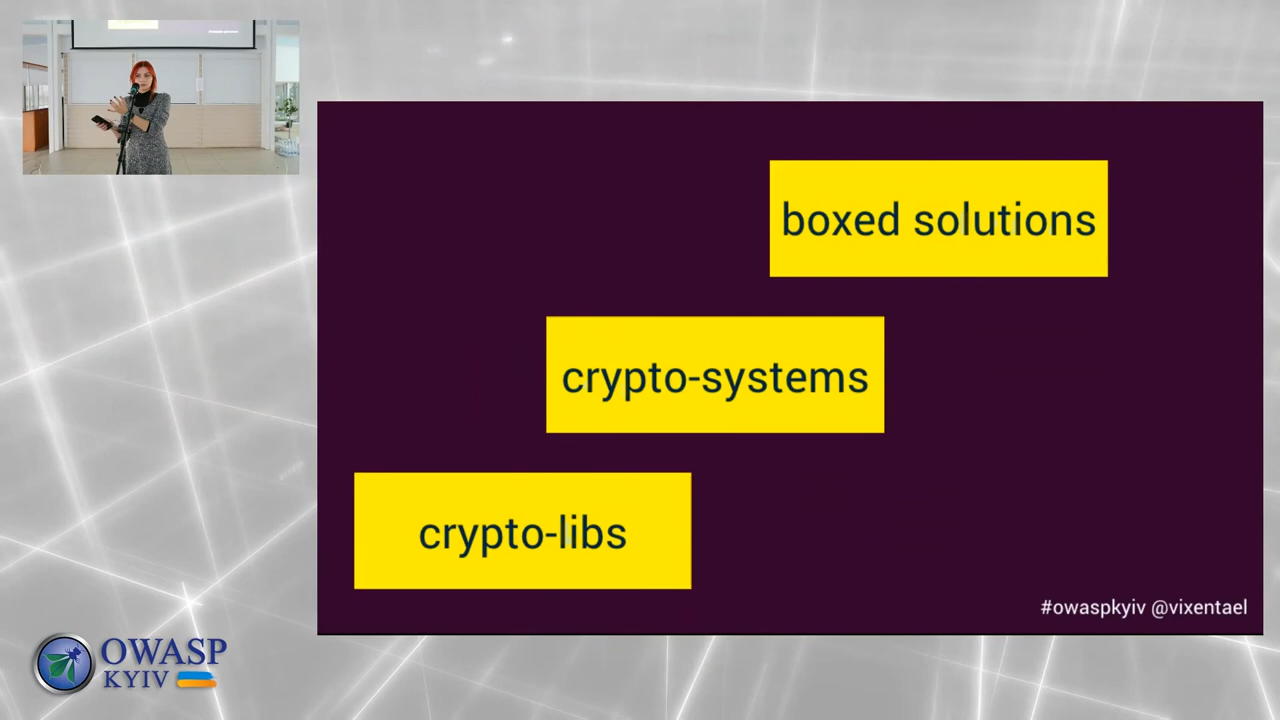 boxed solutions
crypto-systems
crypto-libs
#owaspkyiv @vixentael
OWASP
KYIV